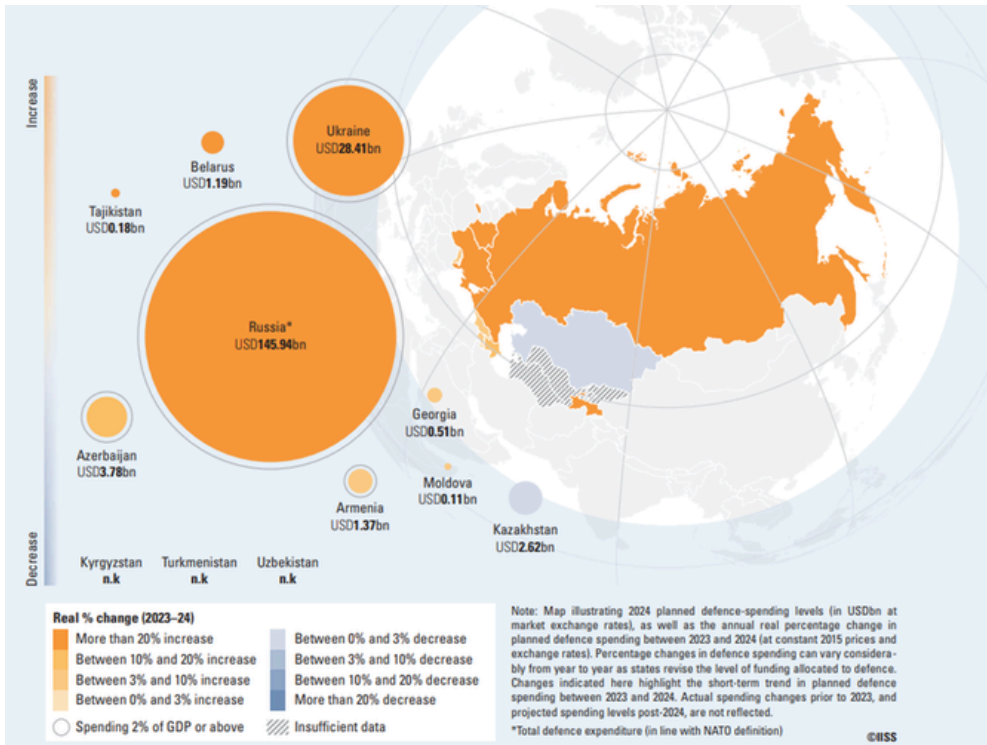 Increase
Decrease
Ukraine
USD28.41bn
Belarus
USD1.19bn
Tajikistan
USD0.18bn
Russia*
USD145.94bn
Georgia
USD0.51bn
Azerbaijan
USD3.78bn
Moldova
USD0.11bn
Armenia
USD1.37bn
Kazakhstan
USD2.62bn
Kyrgyzstan
n.k
Turkmenistan
n.k
Uzbekistan
n.k
Real % change (2023–24)
More than 20% increase
Between 10% and 20% increase
Between 3% and 10% increase
Between 0% and 3% increase
Between 0% and 3% decrease
Between 3% and 10% decrease
Between 10% and 20% decrease
More than 20% decrease
Spending 2% of GDP or above
Insufficient data
Note: Map illustrating 2024 planned defence-spending levels (in USDbn at
market exchange rates), as well as the annual real percentage change in
planned defence spending between 2023 and 2024 (at constant 2015 prices and
exchange rates). Percentage changes in defence spending can vary considera-
bly from year to year as states revise the level of funding allocated to defence.
Changes indicated here highlight the short-term trend in planned defence
spending between 2023 and 2024. Actual spending changes prior to 2023, and
projected spending levels post-2024, are not reflected.
*Total defence expenditure (in line with NATO definition)
©IISS